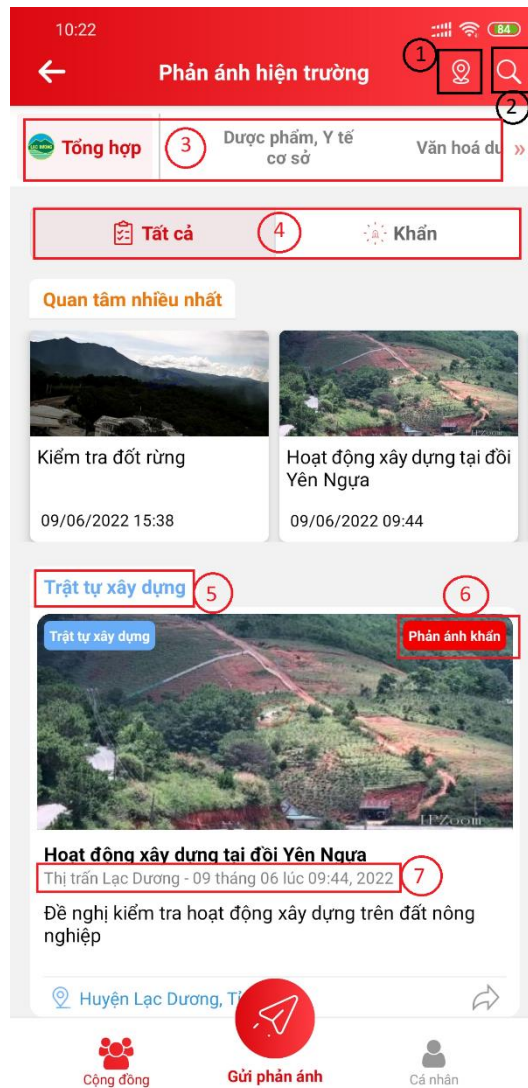 10:22
84
Phản ánh hiện trường
1
2
LẠC DƯƠNG
Tổng hợp
3
Dược phẩm, Y tế
cơ sở
Văn hoá du
»
Tất cả
4
Khẩn
Quan tâm nhiều nhất
Kiểm tra đốt
rừng
09/06/2022 15:38
Hoạt động xây dựng tại đồi
Yên Ngựa
09/06/2022 09:44
Trật tự xây dựng
5
6
Trật tự xây dựng
Phản ánh khẩn
IPZoom
Hoạt động xây dựng tại đồi Yên Ngựa
Thị trấn Lạc Dương - 09 tháng 06 lúc 09:44, 2022
7
Đề nghị kiểm tra hoạt động xây dựng trên đất nông
nghiệp
Huyện Lạc Dương, Tỉ
Cộng đồng
Gửi phản ánh
Cá nhân